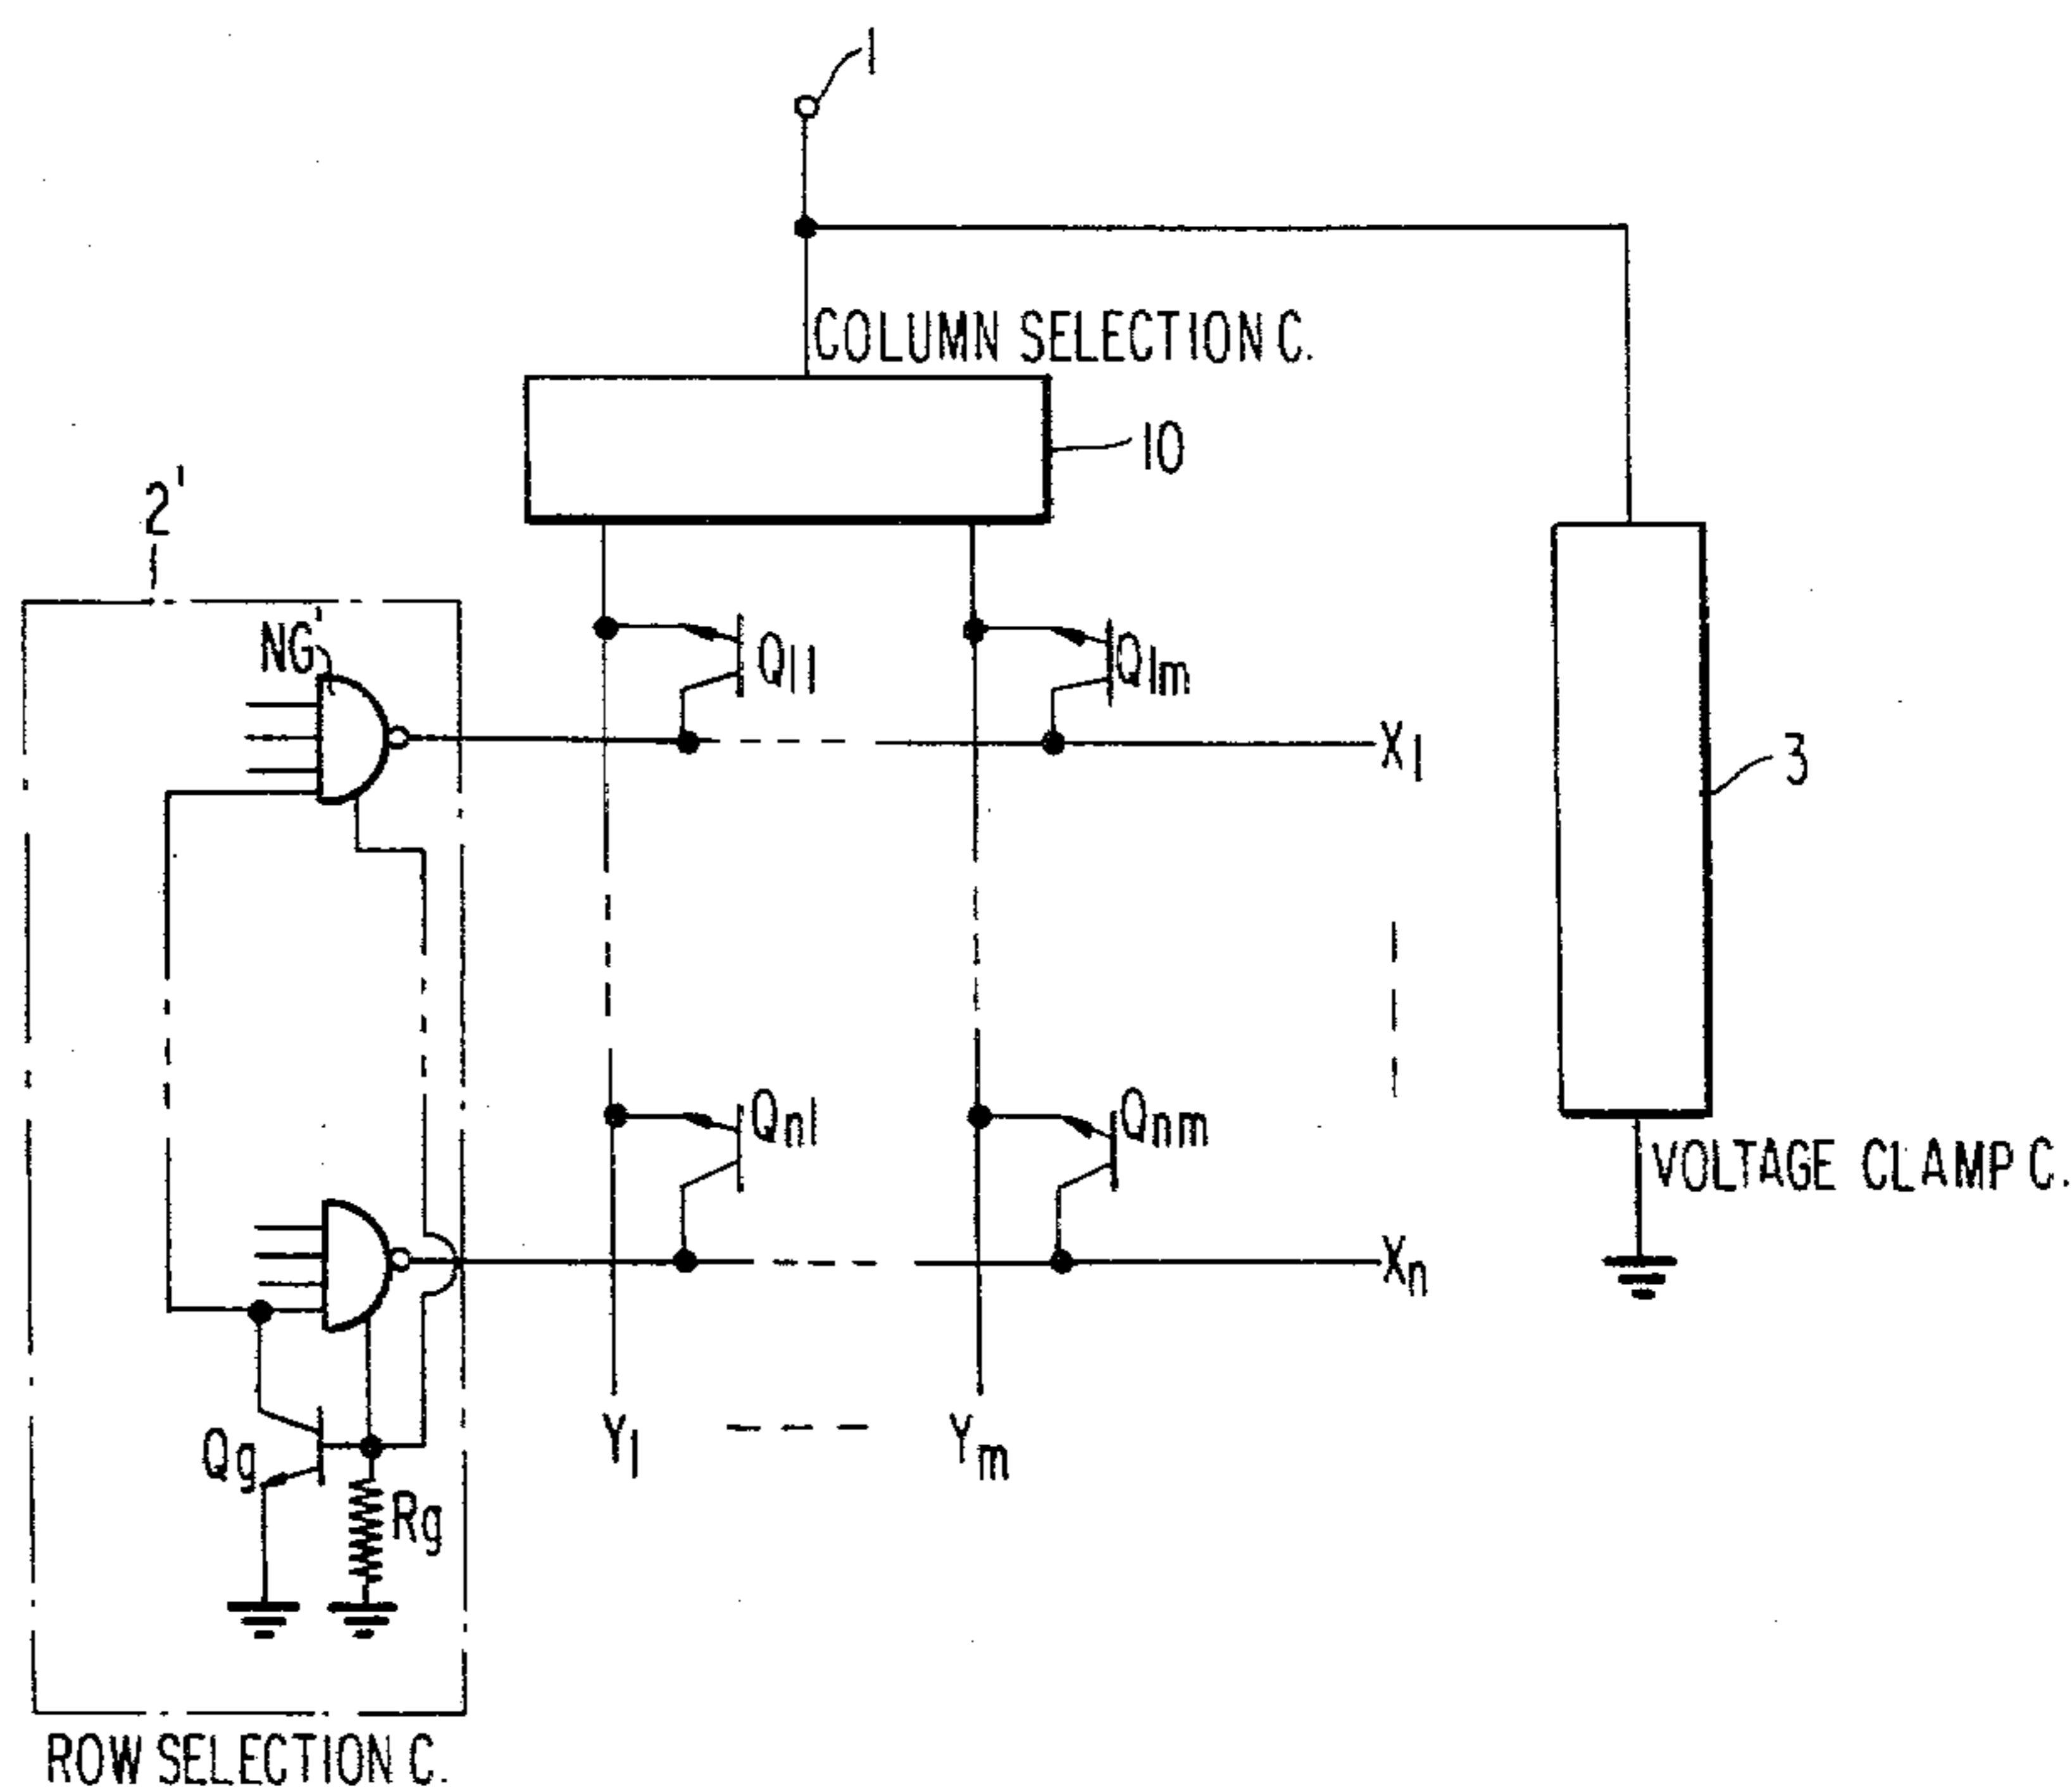 1
COLUMN SELECTION C.
10
2'
NG'
Q11
Q1m
X1
3
Qn1
Qnm
VOLTAGE CLAMP C.
Xn
Qg
Rg
Y1
Ym
ROW SELECTION C.